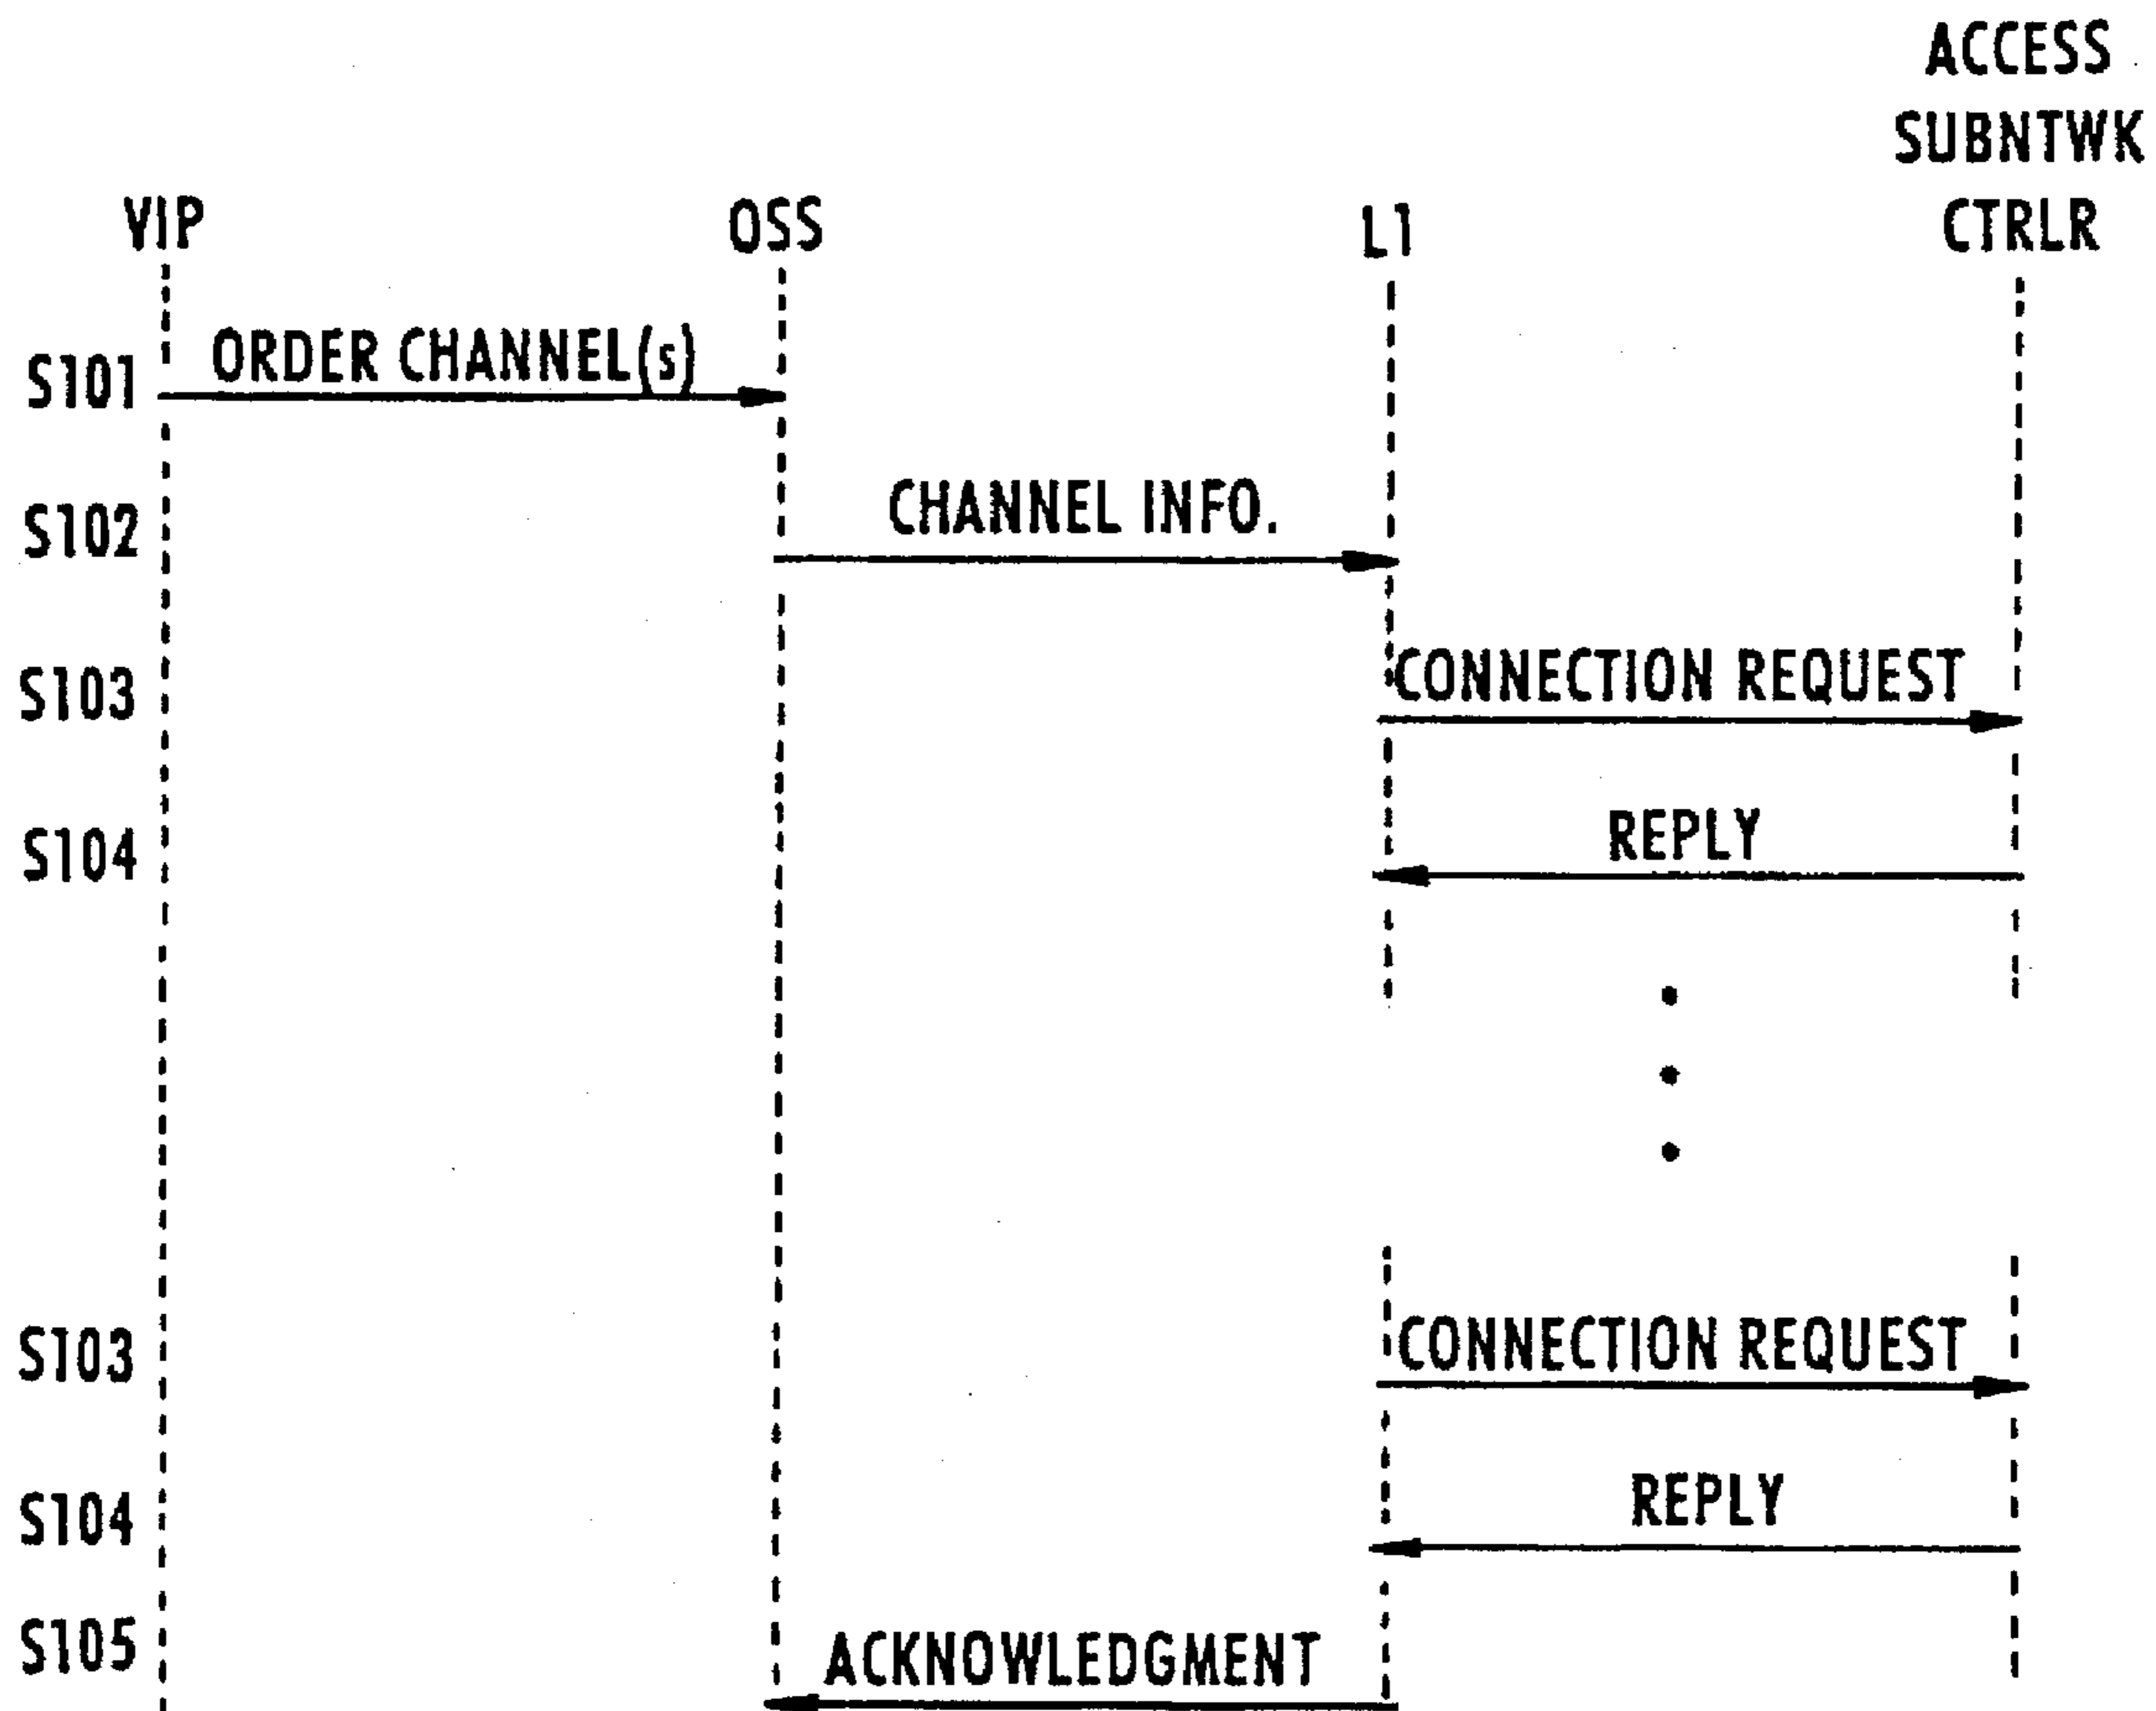 ACCESS
SUBNTWK
VIP OSS L1 CTRLR
S101 ORDER CHANNEL(s)
S102 CHANNEL INFO.
S103 CONNECTION REQUEST
S104 REPLY
S103 CONNECTION REQUEST
S104 REPLY
S105 ACKNOWLEDGMENT